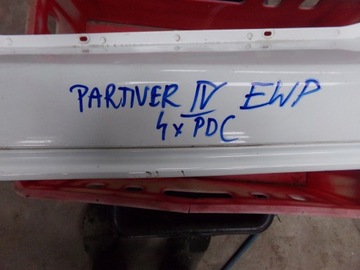 PARTNER IV EWP
4x PDC